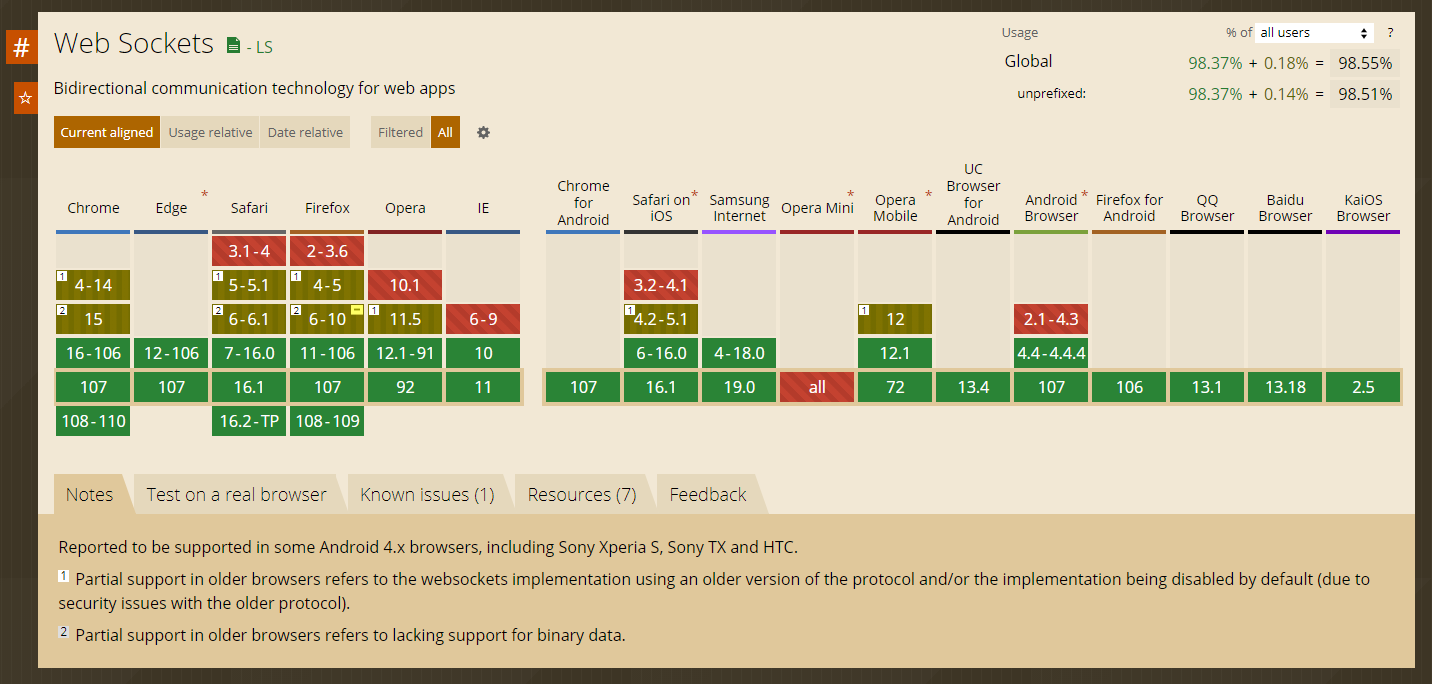 #
Web Sockets - LS
Usage % of all users ?
Global 98.37% + 0.18% = 98.55%
unprefixed: 98.37% + 0.14% = 98.51%
Bidirectional communication technology for web apps
Current aligned Usage relative Date relative Filtered All
Chrome Edge * Safari Firefox Opera IE
Chrome for Android Safari on iOS * Samsung Internet Opera Mini * Opera Mobile * UC Browser for Android Android Browser * Firefox for Android QQ Browser Baidu Browser KaiOS Browser
3.1-4 2-3.6
1 4-14 1 5-5.1 1 4-5 10.1 3.2-4.1
2 15 2 6-6.1 2 6-10 1 11.5 6-9 1 4.2-5.1 1 12 2.1-4.3
16-106 12-106 7-16.0 11-106 12.1-91 10 6-16.0 4-18.0 12.1 4.4-4.4.4
107 107 16.1 107 92 11 107 16.1 19.0 all 72 13.4 107 106 13.1 13.18 2.5
108-110 16.2-TP 108-109
Notes Test on a real browser Known issues (1) Resources (7) Feedback
Reported to be supported in some Android 4.x browsers, including Sony Xperia S, Sony TX and HTC.
1 Partial support in older browsers refers to the websockets implementation using an older version of the protocol and/or the implementation being disabled by default (due to
security issues with the older protocol).
2 Partial support in older browsers refers to lacking support for binary data.